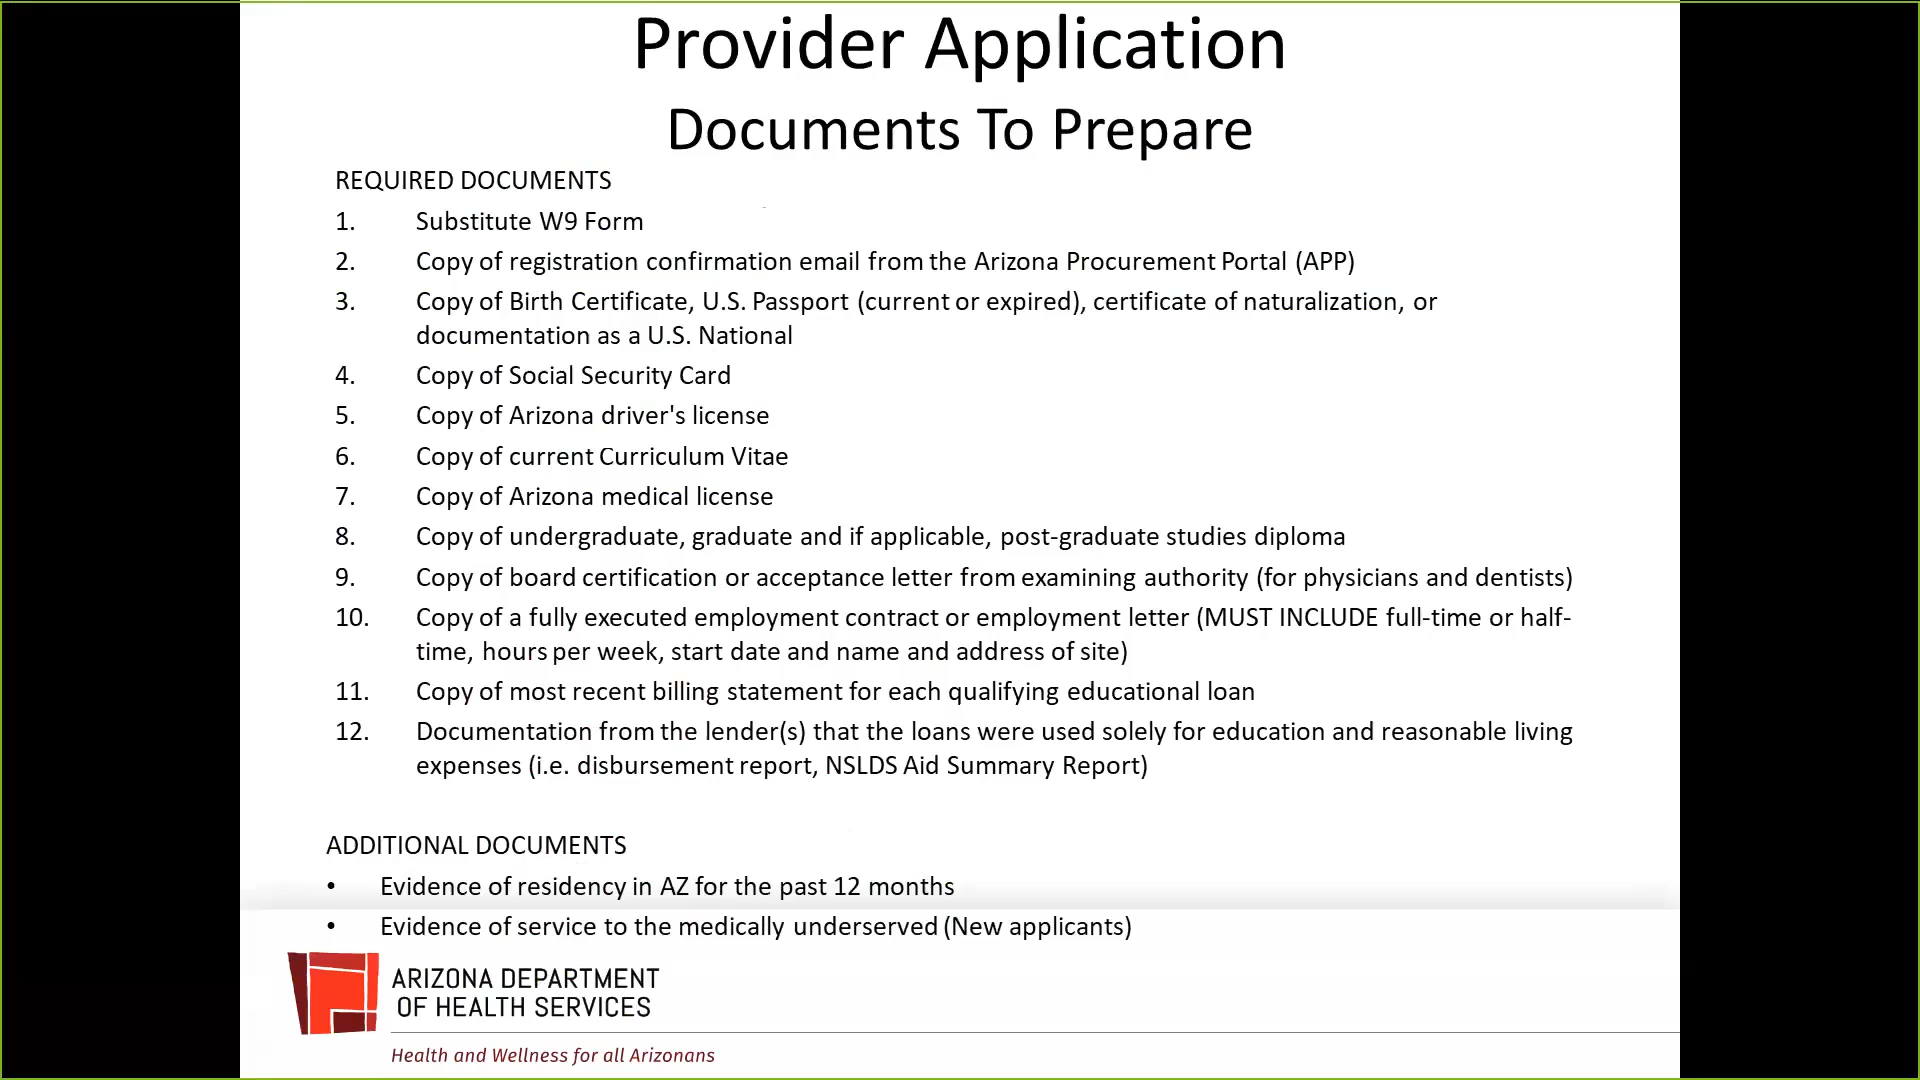 Provider Application
Documents To Prepare
REQUIRED DOCUMENTS
1. Substitute W9 Form
2. Copy of registration confirmation email from the Arizona Procurement Portal (APP)
3. Copy of Birth Certificate, U.S. Passport (current or expired), certificate of naturalization, or
documentation as a U.S. National
4. Copy of Social Security Card
5. Copy of Arizona driver's license
6. Copy of current Curriculum Vitae
7. Copy of Arizona medical license
8. Copy of undergraduate, graduate and if applicable, post-graduate studies diploma
9. Copy of board certification or acceptance letter from examining authority (for physicians and dentists)
10. Copy of a fully executed employment contract or employment letter (MUST INCLUDE full-time or half-
time, hours per week, start date and name and address of site)
11. Copy of most recent billing statement for each qualifying educational loan
12. Documentation from the lender(s) that the loans were used solely for education and reasonable living
expenses (i.e. disbursement report, NSLDS Aid Summary Report)
ADDITIONAL DOCUMENTS
• Evidence of residency in AZ for the past 12 months
• Evidence of service to the medically underserved (New applicants)
ARIZONA DEPARTMENT
OF HEALTH SERVICES
Health and Wellness for all Arizonans